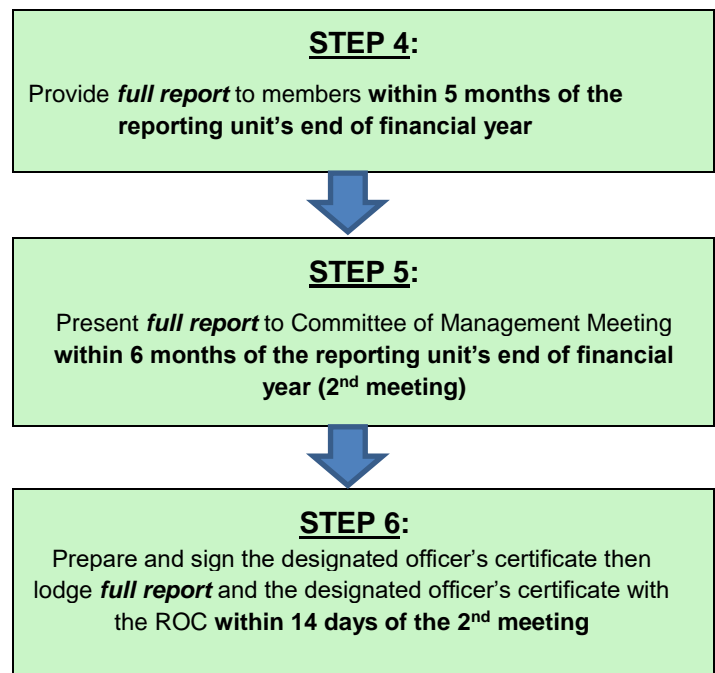 STEP 4:
Provide full report to members within 5 months of the
reporting unit's end of financial year
STEP 5:
Present full report to Committee of Management Meeting
within 6 months of the reporting unit's end of financial
year (2nd meeting)
STEP 6:
Prepare and sign the designated officer's certificate then
lodge full report and the designated officer's certificate with
the ROC within 14 days of the 2nd meeting